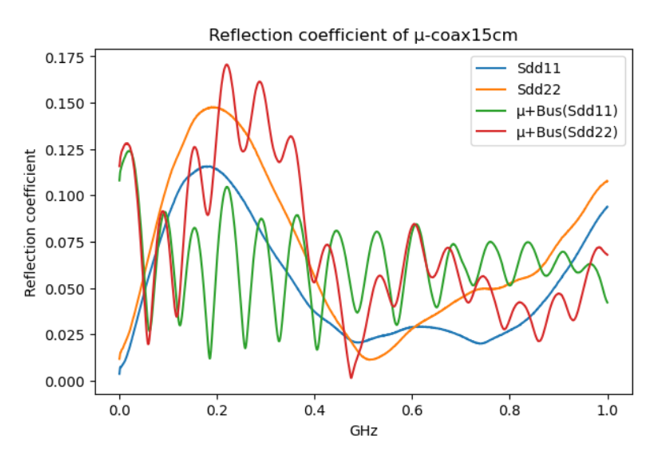 Reflection coefficient of μ-coax15cm
0.175
0.150
0.125
0.100
0.075
0.050
0.025
0.000
Reflection coefficient
Sdd11
Sdd22
μ+Bus(Sdd11)
μ+Bus(Sdd22)
0.0 0.2 0.4 0.6 0.8 1.0
GHz